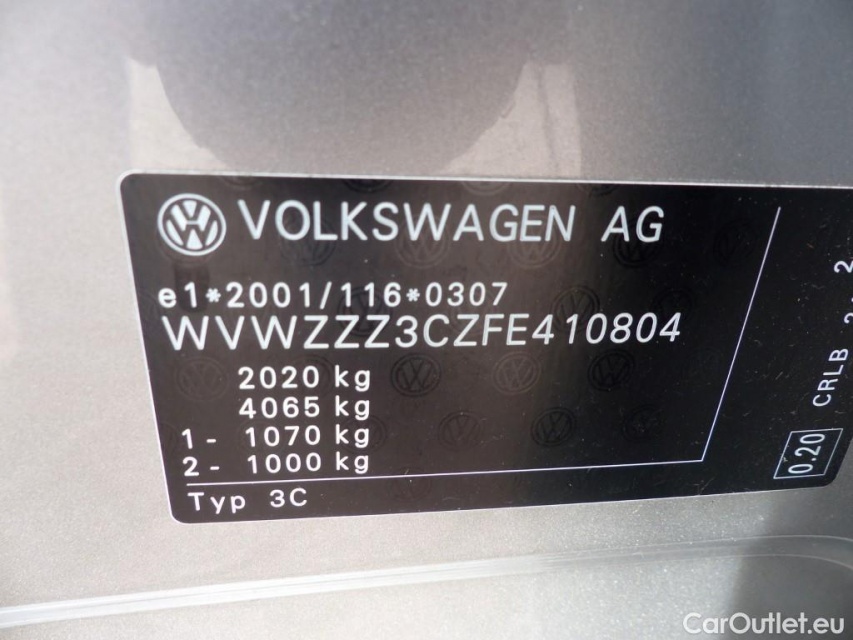 VOLKSWAGEN AG
e1*2001/116*0307
WVWZZZ3CZFE410804
2020 kg
4065 kg
1- 1070 kg
2- 1000 kg
Typ 3C
CRLB
0.20
CarOutlet.eu